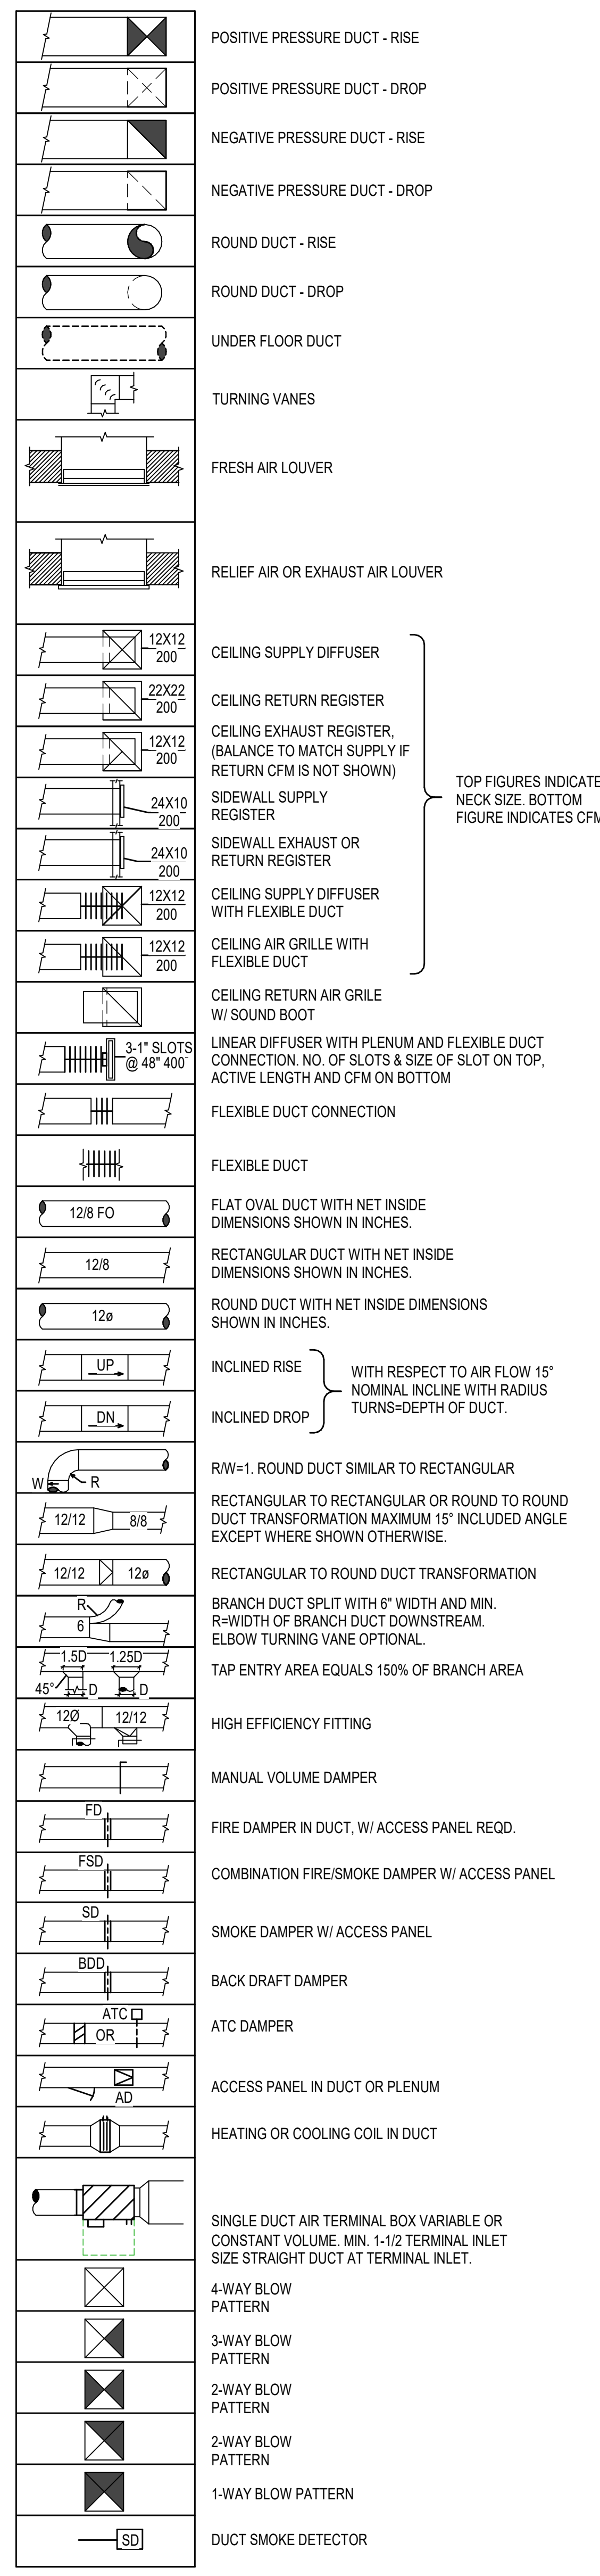 POSITIVE PRESSURE DUCT - RISE
POSITIVE PRESSURE DUCT - DROP
NEGATIVE PRESSURE DUCT - RISE
NEGATIVE PRESSURE DUCT - DROP
ROUND DUCT - RISE
ROUND DUCT - DROP
UNDER FLOOR DUCT
TURNING VANES
FRESH AIR LOUVER
RELIEF AIR OR EXHAUST AIR LOUVER
12X12
200
CEILING SUPPLY DIFFUSER
22X22
200
CEILING RETURN REGISTER
12X12
200
CEILING EXHAUST REGISTER,
(BALANCE TO MATCH SUPPLY IF
RETURN CFM IS NOT SHOWN)
TOP FIGURES INDICATE
NECK SIZE. BOTTOM
FIGURE INDICATES CFM
24X10
200
SIDEWALL SUPPLY
REGISTER
24X10
200
SIDEWALL EXHAUST OR
RETURN REGISTER
12X12
200
CEILING SUPPLY DIFFUSER
WITH FLEXIBLE DUCT
12X12
200
CEILING AIR GRILLE WITH
FLEXIBLE DUCT
CEILING RETURN AIR GRILE
W/ SOUND BOOT
3-1" SLOTS
@ 48" 400
LINEAR DIFFUSER WITH PLENUM AND FLEXIBLE DUCT
CONNECTION. NO. OF SLOTS & SIZE OF SLOT ON TOP,
ACTIVE LENGTH AND CFM ON BOTTOM
FLEXIBLE DUCT CONNECTION
FLEXIBLE DUCT
12/8 FO
FLAT OVAL DUCT WITH NET INSIDE
DIMENSIONS SHOWN IN INCHES.
12/8
RECTANGULAR DUCT WITH NET INSIDE
DIMENSIONS SHOWN IN INCHES.
12ø
ROUND DUCT WITH NET INSIDE DIMENSIONS
SHOWN IN INCHES.
UP
INCLINED RISE
DN
INCLINED DROP
WITH RESPECT TO AIR FLOW 15°
NOMINAL INCLINE WITH RADIUS
TURNS=DEPTH OF DUCT.
W R
R/W=1. ROUND DUCT SIMILAR TO RECTANGULAR
12/12 8/8
RECTANGULAR TO RECTANGULAR OR ROUND TO ROUND
DUCT TRANSFORMATION MAXIMUM 15° INCLUDED ANGLE
EXCEPT WHERE SHOWN OTHERWISE.
12/12 12ø
RECTANGULAR TO ROUND DUCT TRANSFORMATION
R
6
BRANCH DUCT SPLIT WITH 6" WIDTH AND MIN.
R=WIDTH OF BRANCH DUCT DOWNSTREAM.
ELBOW TURNING VANE OPTIONAL.
1.5D 1.25D
45° D D
TAP ENTRY AREA EQUALS 150% OF BRANCH AREA
12Ø 12/12
HIGH EFFICIENCY FITTING
MANUAL VOLUME DAMPER
FD
FIRE DAMPER IN DUCT, W/ ACCESS PANEL REQD.
FSD
COMBINATION FIRE/SMOKE DAMPER W/ ACCESS PANEL
SD
SMOKE DAMPER W/ ACCESS PANEL
BDD
BACK DRAFT DAMPER
ATC
OR
ATC DAMPER
AD
ACCESS PANEL IN DUCT OR PLENUM
HEATING OR COOLING COIL IN DUCT
SINGLE DUCT AIR TERMINAL BOX VARIABLE OR
CONSTANT VOLUME. MIN. 1-1/2 TERMINAL INLET
SIZE STRAIGHT DUCT AT TERMINAL INLET.
4-WAY BLOW
PATTERN
3-WAY BLOW
PATTERN
2-WAY BLOW
PATTERN
2-WAY BLOW
PATTERN
1-WAY BLOW PATTERN
SD
DUCT SMOKE DETECTOR